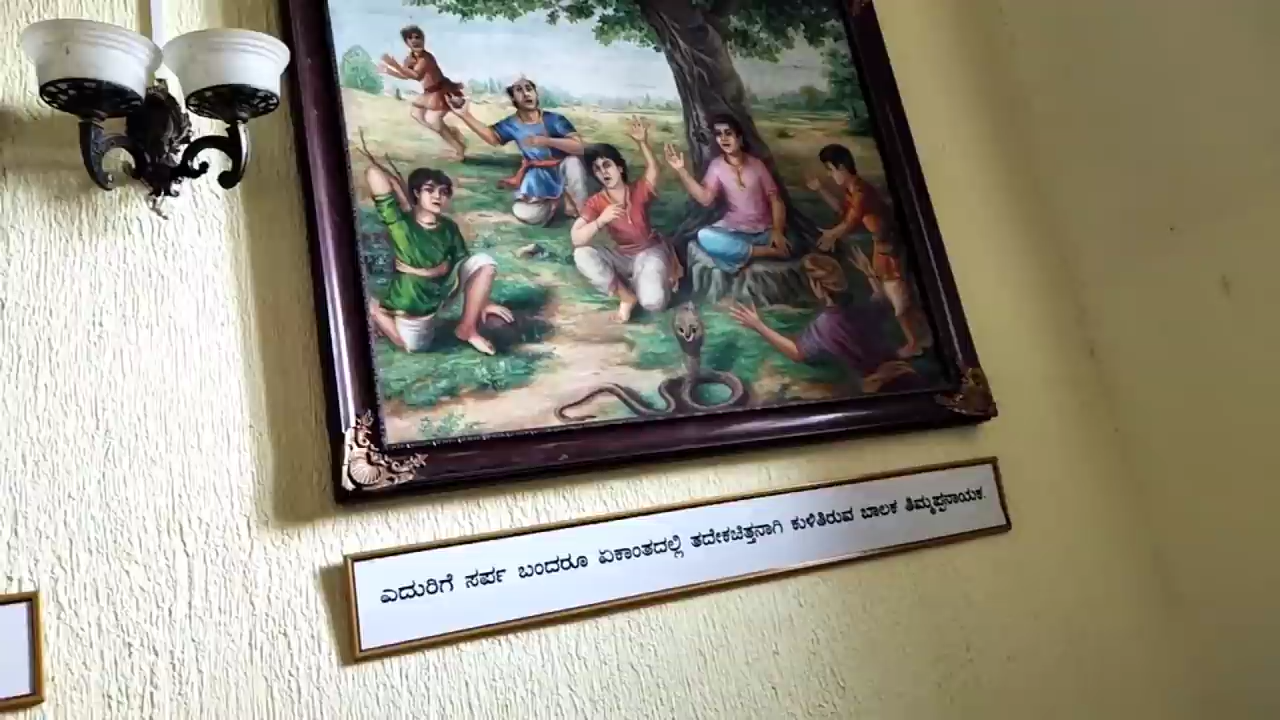 ಎದುರಿಗೆ ಸರ್ಪ ಬಂದರೂ ಏಕಾಂತದಲ್ಲಿ ತದೇಕಚಿತ್ತನಾಗಿ ಕುಳಿತಿರುವ ಬಾಲಕ ತಿಮ್ಮಪ್ಪನಾಯಕ.